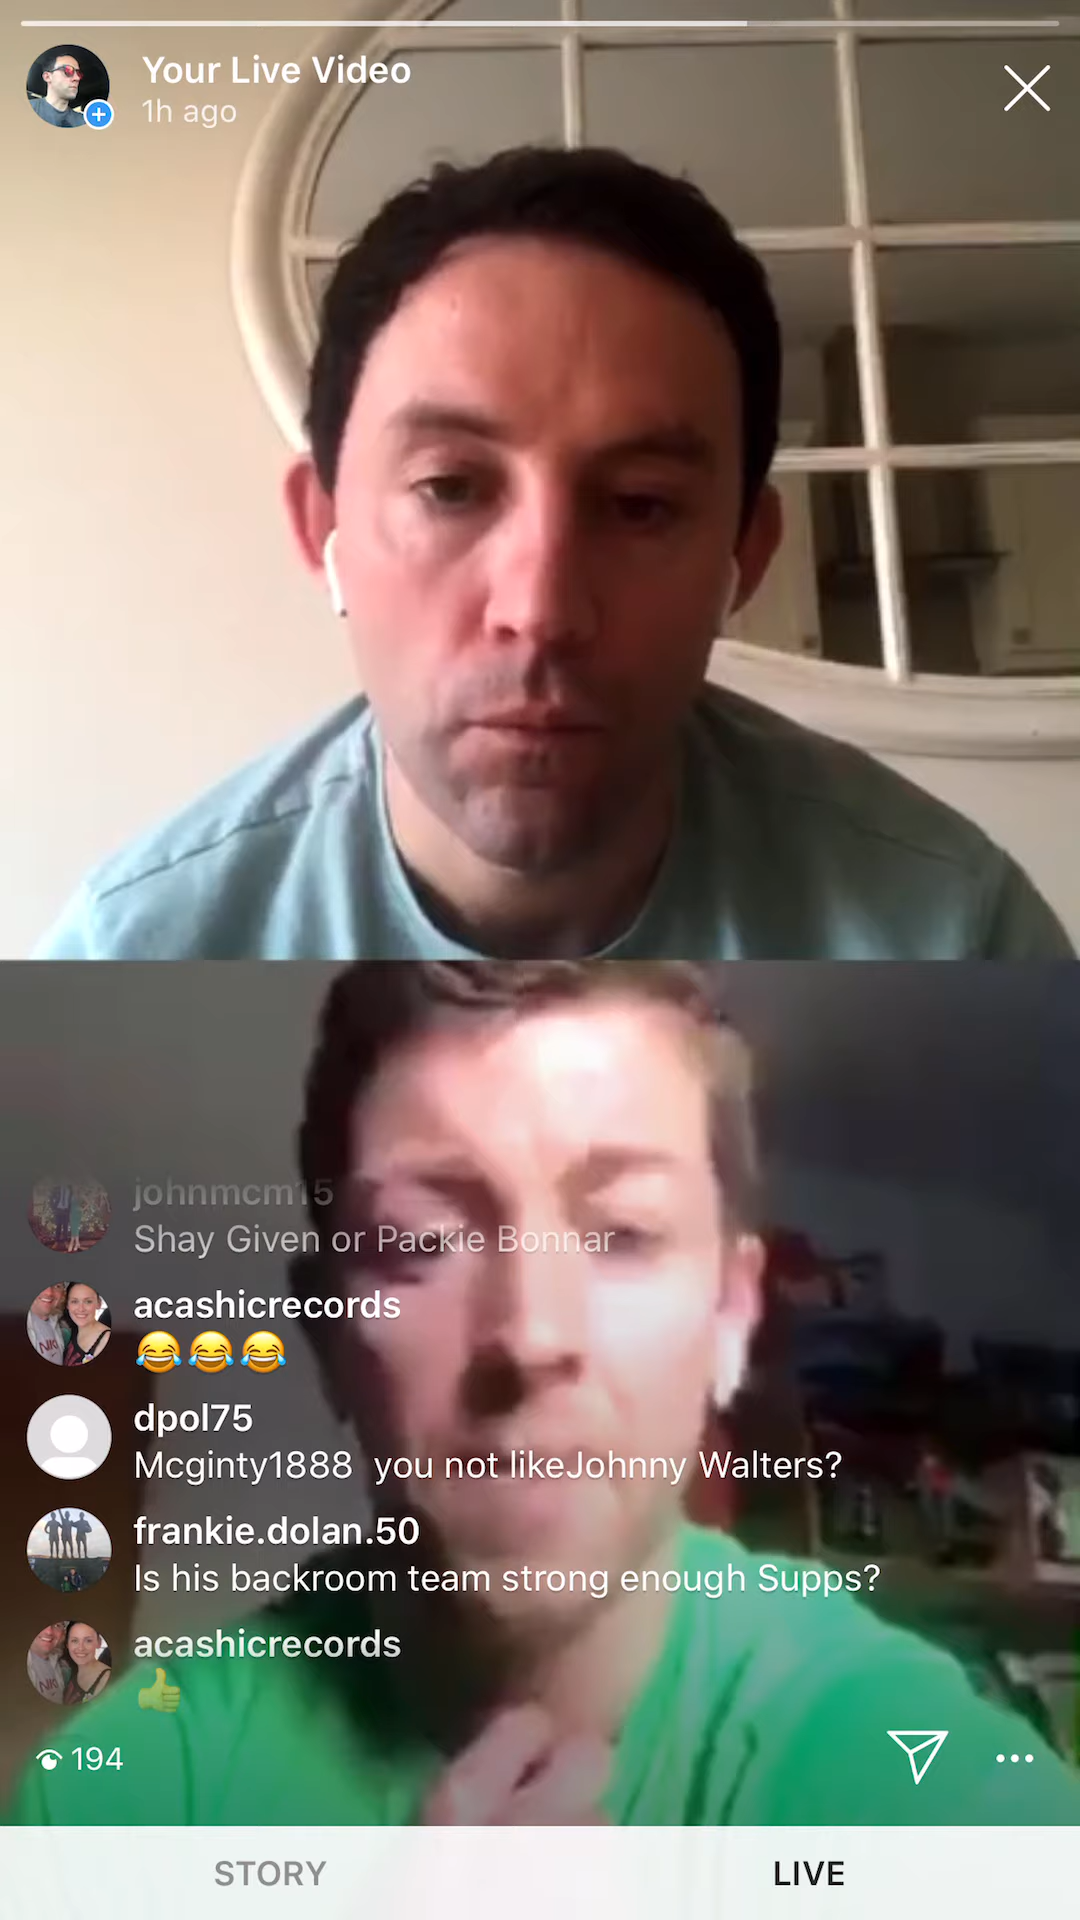 Your Live Video
1h ago
johnmcm15
Shay Given or Packie Bonnar
acashicrecords
😂😂😂
dpol75
Mcginty1888  you not likeJohnny Walters?
frankie.dolan.50
Is his backroom team strong enough Supps?
acashicrecords
👍
194
STORY
LIVE